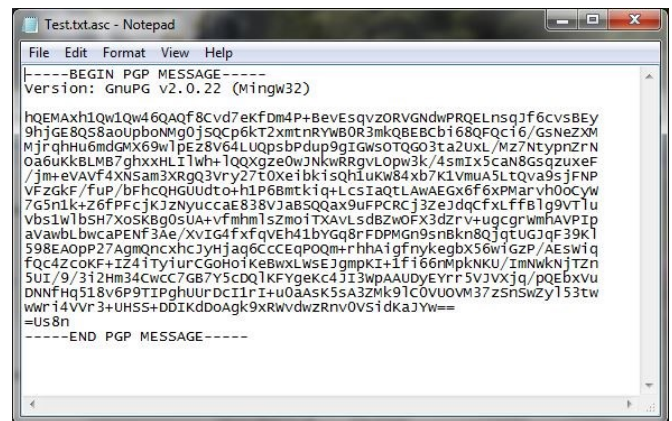 Test.txt.asc - Notepad
File Edit Format View Help
-----BEGIN PGP MESSAGE-----
Version: GnuPG v2.0.22 (MingW32)
hQEMAxh1Qw1Qw46QAQf8Cvd7eKfDm4P+BevEsqvzORVGNdwPRQELnsqJf6cvsBEy
9hjGE8QS8aoUpboNMg0jSQCp6kT2xmtnRYWB0R3mkQBEBCbi68QFQci6/GsNeZXM
MjrqhHu6mdGMX69wlpEz8V64LUQpsbPdup9gIGWsOTQGO3ta2UxL/Mz7NtypnZrN
Oa6uKkBLMB7ghxxHLIlWh+lQQXgze0wJNkwRRgvLOpw3k/4smIx5caN8GsqzuxeF
/jm+eVAVf4XNSam3XRgQ3Vry27tOXeibkisQh1uKW84xb7K1VmuA5LtQva9sjFNP
VFzGkF/fuP/bFhcQHGUUdto+h1P6Bmtkiq+LcsIaQtLAwAEGx6f6xPMarvhOoCyW
7G5n1k+Z6fPFcjKJzNyuccaE838VJaBSQQax9uFPCRCj3ZeJdqCfxLffBlg9VTlu
Vbs1WlbSH7XoSKBg0sUA+vfmhmlsZmoiTXAvLsdBZwOFX3dZrv+ugcgrWmhAVPIp
aVawbLbwcaPENf3Ae/XvIG4fxfqVEh41bYGq8rFDPMGn9snBkn8QjqtUGJqF39Kl
598EAOpP27AgmQncxhcJyHjaq6CcCEqPOQm+rhhAigfnykegbX56wiGzP/AEsWiq
fQc4ZcoKF+IZ4iTyiurCGoHoiKeBwxLWsEJgmpKI+1fi66nMpkNKU/ImNWkNjTZn
5UI/9/3i2Hm34CwcC7GB7Y5cDQlKFYgeKc4JI3WpAAUDyEYrr5VJVXjq/pQEbxVu
DNNfHq518v6P9TIPghUUrDcI1rI+u0aAsK5sA3ZMk9lC0VUOVM37zSnSwZyl53tw
wWri4VVr3+UHSS+DDIKdDoAgk9xRWvdwzRnvOVSidKaJYw==
=Us8n
-----END PGP MESSAGE-----